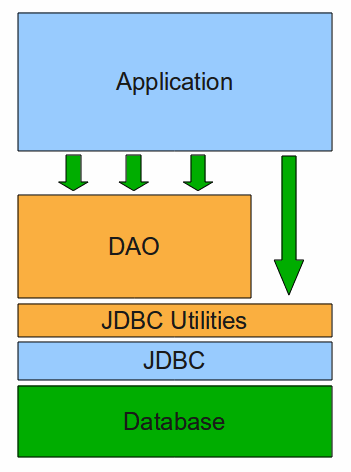 Application
DAO
JDBC Utilities
JDBC
Database